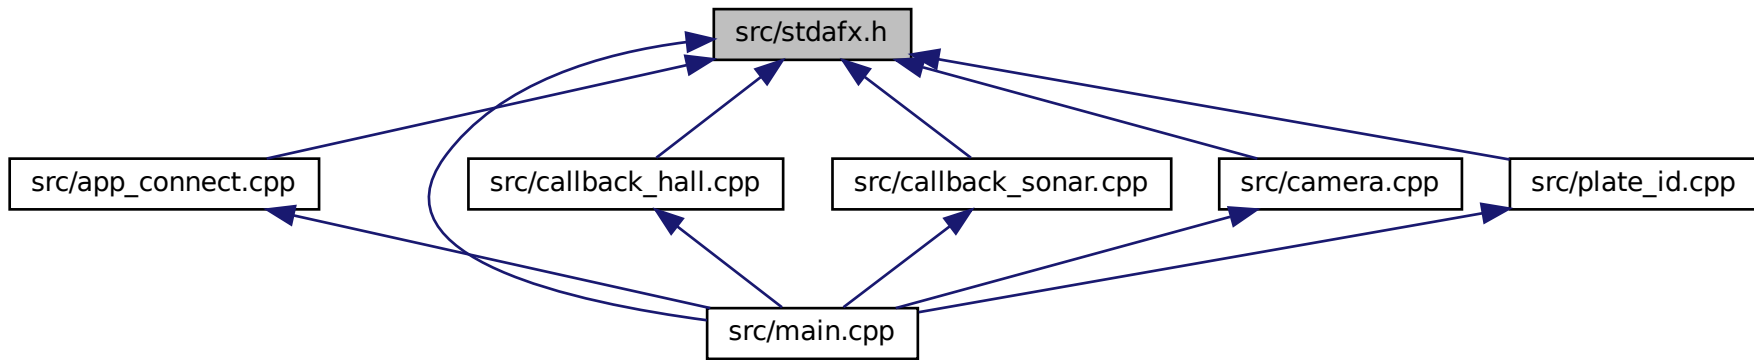 src/stdafx.h
src/app_connect.cpp
src/callback_hall.cpp
src/callback_sonar.cpp
src/camera.cpp
src/plate_id.cpp
src/main.cpp